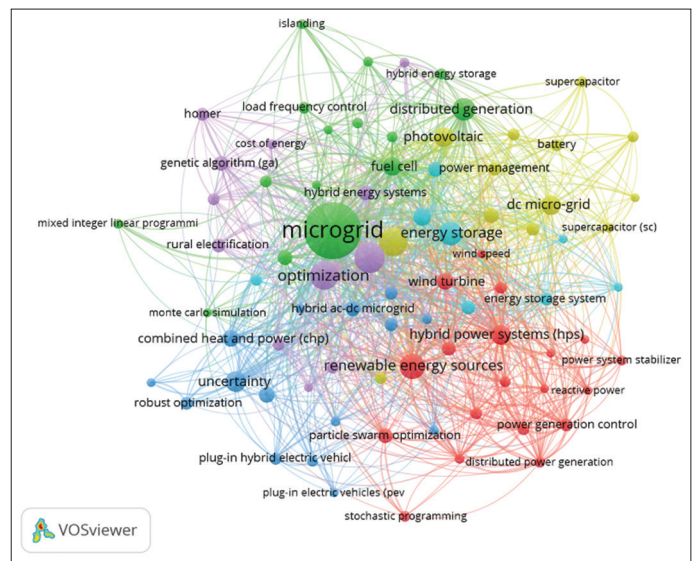 islanding
hybrid energy storage
supercapacitor
homer
load frequency control
distributed generation
cost of energy
photovoltaic
battery
genetic algorithm (ga)
fuel cell
power management
hybrid energy systems
dc micro-grid
mixed integer linear programmi
microgrid
energy storage
supercapacitor (sc)
rural electrification
wind speed
optimization
wind turbine
monte carlo simulation
hybrid ac-dc microgrid
energy storage system
combined heat and power (chp)
hybrid power systems (hps)
renewable energy sources
power system stabilizer
uncertainty
reactive power
robust optimization
power generation control
particle swarm optimization
plug-in hybrid electric vehicl
distributed power generation
plug-in electric vehicles (pev
stochastic programming
VOSviewer